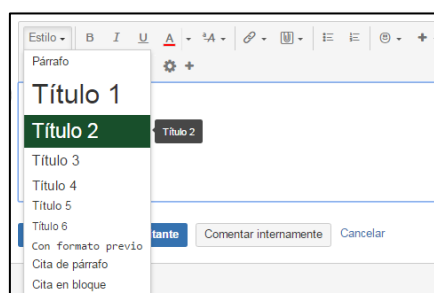 Estilo B I U A ªA
Párrafo
Título 1
Título 2
Título 2
Título 3
Título 4
Título 5
Título 6
Con formato previo
tante
Comentar internamente
Cancelar
Cita de párrafo
Cita en bloque